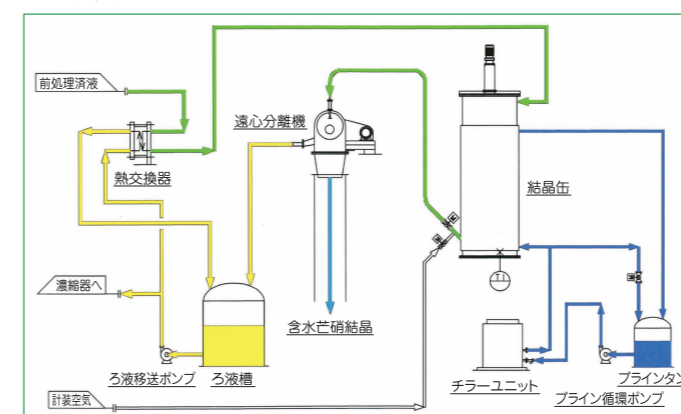 前処理済液
遠心分離機
熱交換器
結晶缶
TI
濃縮器へ
含水芒硝結晶
ろ液移送ポンプ
ろ液槽
チラーユニット
ブラインタン
ブライン循環ポンプ
計装空気